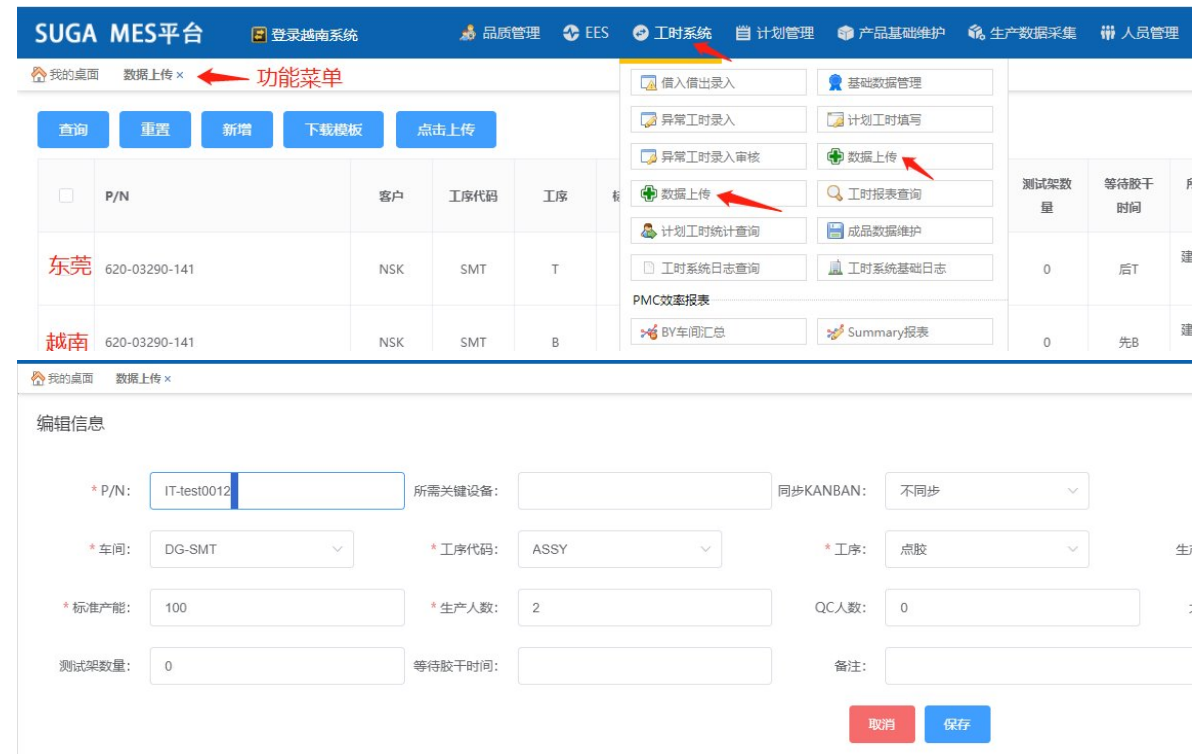 SUGA MES平台 登录越南系统 品质管理 EES 工时系统 计划管理 产品基础维护 生产数据采集 人员管理
我的桌面 数据上传 × 功能菜单
借入借出录入 基础数据管理
查询 重置 新增 下载模板 点击上传
异常工时录入 计划工时填写
异常工时录入审核 数据上传
P/N 客户 工序代码 工序 测试架数量 等待胶干时间
数据上传 工时报表查询
计划工时统计查询 成品数据维护
东莞 620-03290-141 NSK SMT T 0 后T 建
工时系统日志查询 工时系统基础日志
PMC效率报表
BY车间汇总 Summary报表
越南 620-03290-141 NSK SMT B 0 先B 建
我的桌面 数据上传 ×
编辑信息
* P/N: IT-test0012 所需关键设备: 同步KANBAN: 不同步
* 车间: DG-SMT * 工序代码: ASSY * 工序: 点胶 生产
* 标准产能: 100 * 生产人数: 2 QC人数: 0
测试架数量: 0 等待胶干时间: 备注:
取消 保存